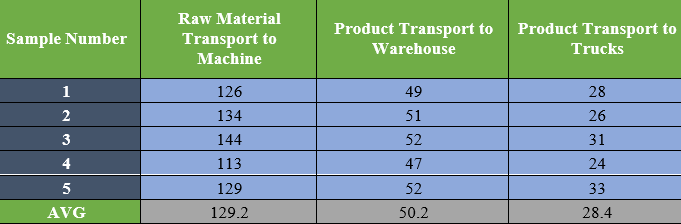 Sample Number Raw Material Transport to Machine Product Transport to Warehouse Product Transport to Trucks
1 126 49 28
2 134 51 26
3 144 52 31
4 113 47 24
5 129 52 33
AVG 129.2 50.2 28.4